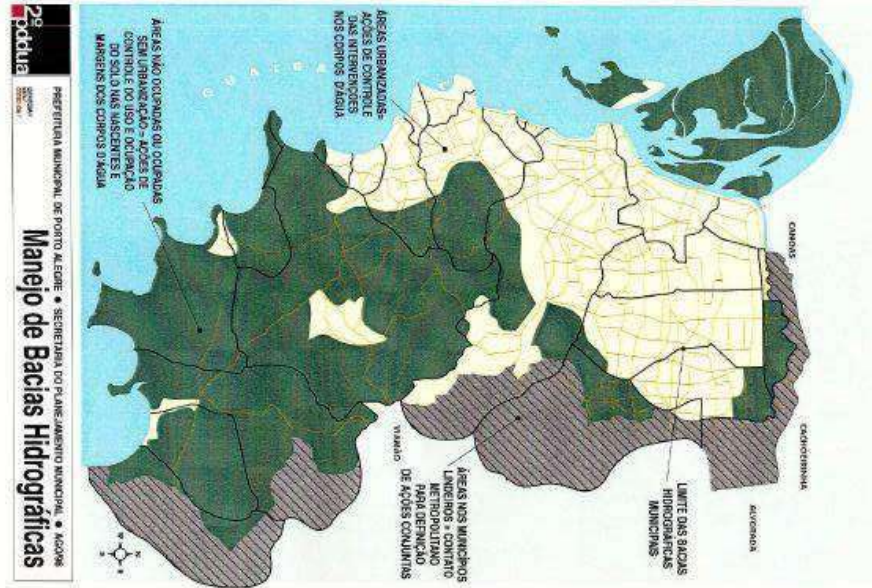 CANOAS
CACHOEIRINHA
ALVORADA
LIMITE DAS BACIAS
HIDROGRÁFICAS
MUNICIPAIS
ÁREAS URBANIZADAS=
AÇÕES DE CONTROLE
DAS INTERVENÇÕES
NOS CORPOS D'ÁGUA
GUAÍBA
ÁREAS NOS MUNICÍPIOS
LINDEIROS = CONTATO
METROPOLITANO
PARA DEFINIÇÃO
DE AÇÕES CONJUNTAS
VIAMÃO
ÁREAS NÃO OCUPADAS OU OCUPADAS
SEM URBANIZAÇÃO = AÇÕES DE
CONTROLE DO USO E OCUPAÇÃO
DO SOLO NAS NASCENTES E
MARGENS DOS CORPOS D'ÁGUA
N
2º
pddua
PREFEITURA MUNICIPAL DE PORTO ALEGRE • SECRETARIA DO PLANEJAMENTO MUNICIPAL • AGO/96
Manejo de Bacias Hidrográficas